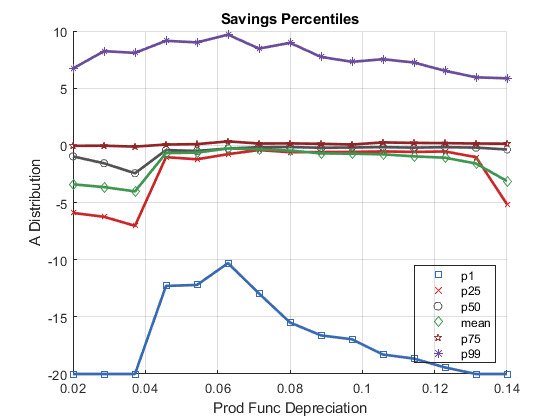 Savings Percentiles
A Distribution
10
5
0
-5
-10
-15
-20
0.02 0.04 0.06 0.08 0.1 0.12 0.14
Prod Func Depreciation
p1
p25
p50
mean
p75
p99